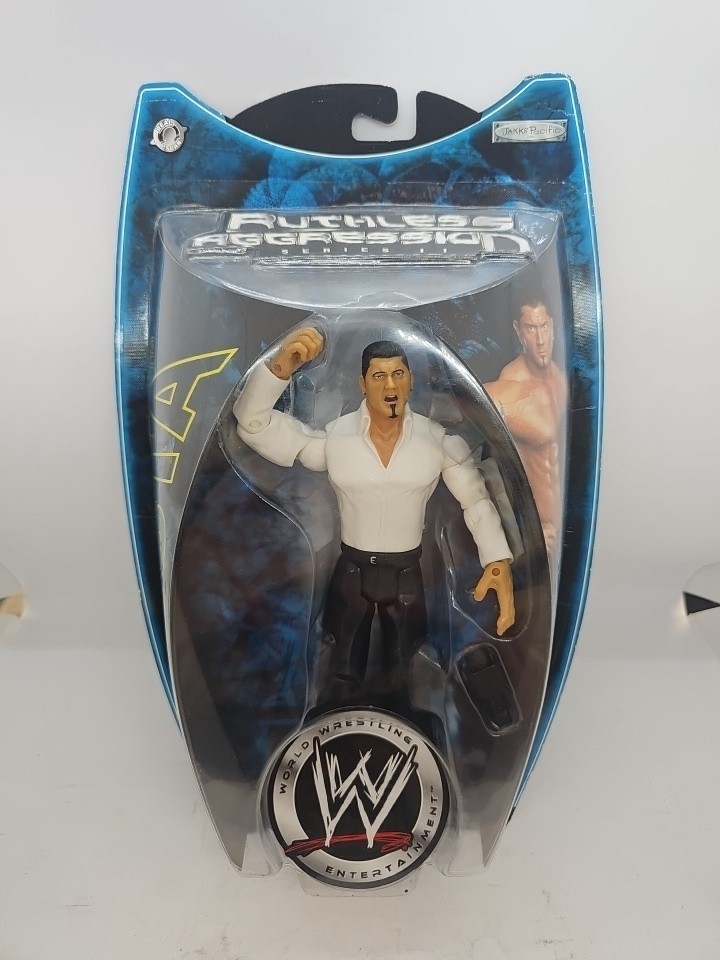 JAKKS Pacific
RUTHLESS
AGGRESSION
SERIES
WORLD WRESTLING
W
ENTERTAINMENT